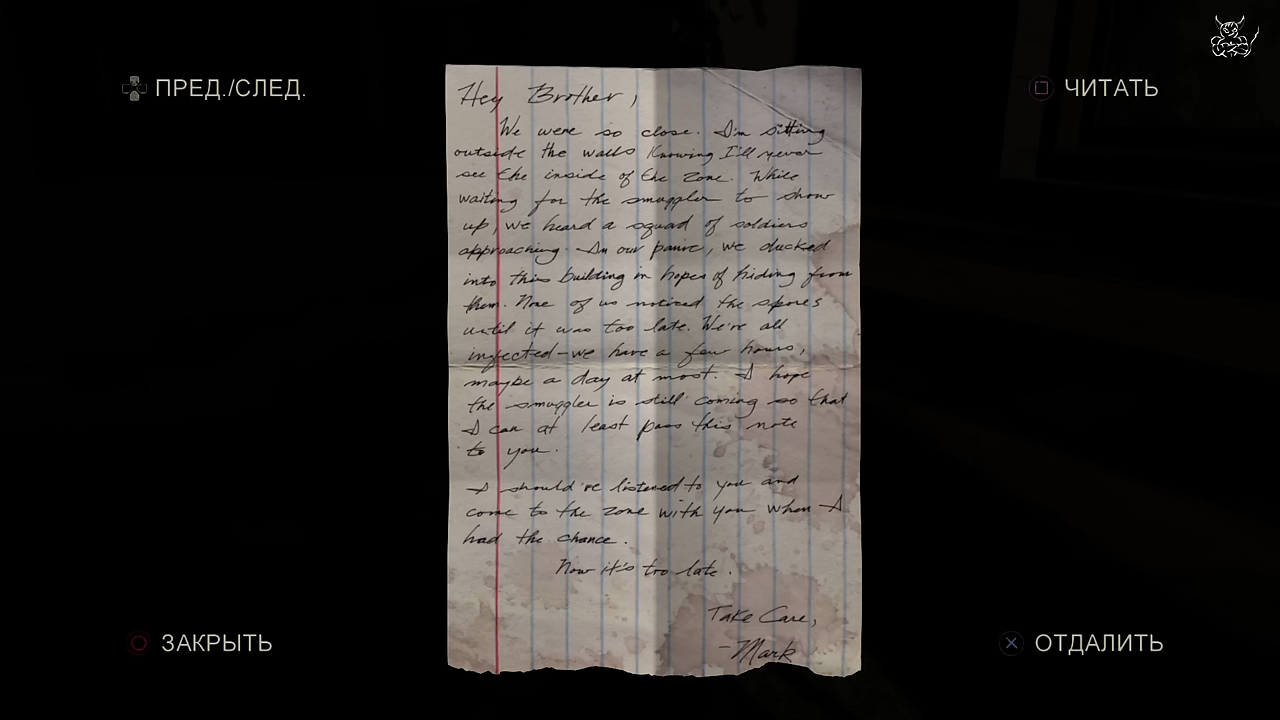 ПРЕД./СЛЕД.
ЧИТАТЬ
Hey Brother,
We were so close. I'm sitting
outside the walls knowing I'll never
see the inside of the zone. While
waiting for the smuggler to show
up, we heard a squad of soldiers
approaching. In our panic, we ducked
into this building in hopes of hiding from
them. None of us noticed the spores
until it was too late. We're all
infected-we have a few hours,
maybe a day at most. I hope
the smuggler is still coming so that
I can at least pass this note
to you.
I should've listened to you and
come to the zone with you when I
had the chance.
Now it's too late.
Take Care,
-Mark
ЗАКРЫТЬ
ОТДАЛИТЬ